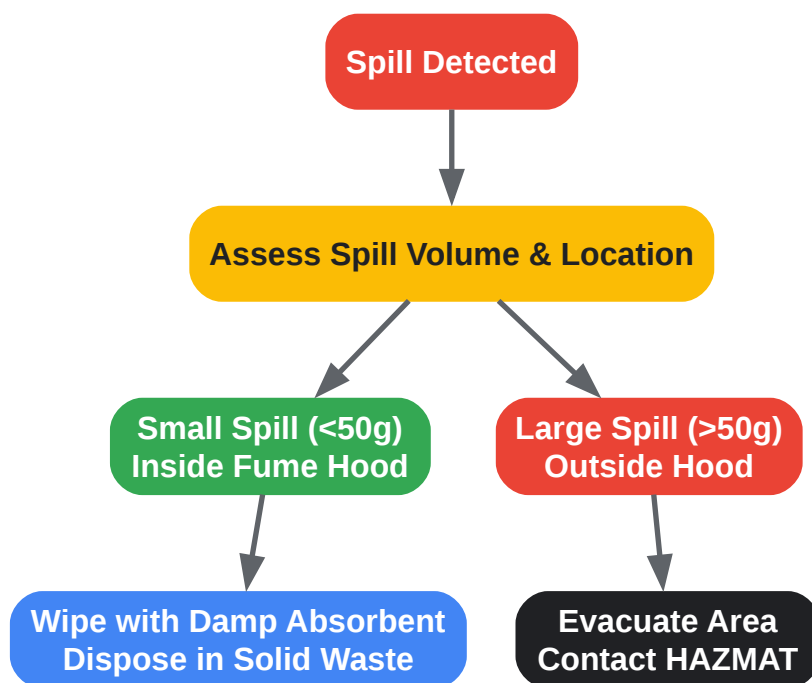 Spill Detected
Assess Spill Volume & Location
Small Spill (<50g)
Inside Fume Hood
Large Spill (>50g)
Outside Hood
Wipe with Damp Absorbent
Dispose in Solid Waste
Evacuate Area
Contact HAZMAT